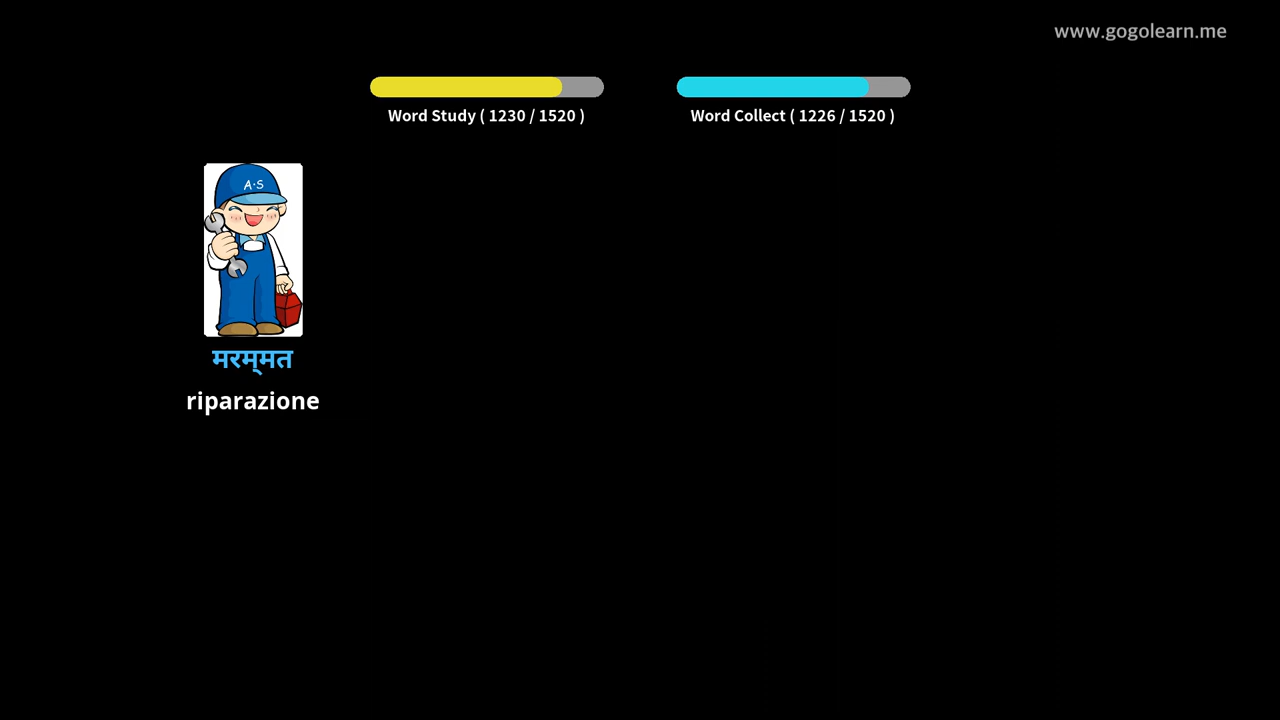 www.gogolearn.me
Word Study ( 1230 / 1520 )
Word Collect ( 1226 / 1520 )
A·S
मरम्मत
riparazione